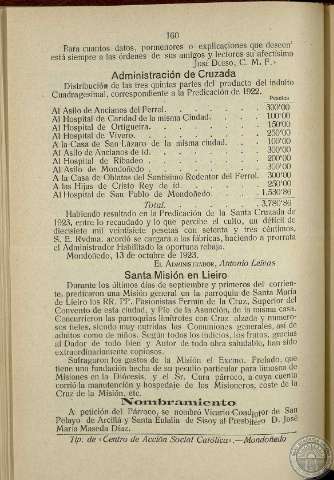 160
Para cuantos datos, pormenores o explicaciones que deseen
está siempre a las órdenes de sus amigos y lectores su afectísimo
José Dueso, C. M. F.»
Administración de Cruzada
Distribución de las tres quintas partes del producto del indulto
Cuadragesimal, correspondiente a la Predicación de 1922.
Pesetas
Al Asilo de Ancianos del Ferrol. . . . . . 300'00
Al Hospital de Caridad de la misma Ciudad. . . . 100'00
Al Hospital de Ortigueira. . . . . . . 150'00
Al Hospital de Vivero. . . . . . . 250'00
A la Casa de San Lázaro de la misma ciudad. . . . 100'00
Al Asilo de Ancianos de id. . . . . . . 300'00
Al Hospital de Ribadeo . . . . . . . 200'00
Al Asilo de Mondoñedo . . . . . . . 300'00
A la Casa de Oblatas del Santísimo Redentor del Ferrol. . 300'00
A las Hijas de Cristo Rey de id. . . . . . 250'00
Al Hospital de San Pablo de Mondoñedo. . . . 1.530'86
Total. . . . . 3.780'86
Habiendo resultado en la Predicación de la Santa Cruzada de
1923, entre lo recaudado y lo que percibe el culto, un déficit de
diecisiete mil veintisiete pesetas con setenta y tres céntimos,
S. E. Rvdma. acordó se cargara a las fábricas, haciendo a prorrata
el Administrador Habilitado la oportuna rebaja.
Mondoñedo, 13 de octubre de 1923.
El Administrador, Antonio Leivas
Santa Misión en Lieiro
Durante los últimos días de septiembre y primeros del corrien-
te, predicaron una Misión general en la parroquia de Santa María
de Lieiro los RR. PP. Pasionistas Fermín de la Cruz, Superior del
Convento de esta ciudad, y Pío de la Asunción, de la misma casa.
Concurrieron las parroquias limítrofes con Cruz alzada y numero-
sos fieles, siendo muy nutridas las Comuniones generales, así de
adultos como de niños. Según todos los indicios, los frutos, gracias
al Dador de todo bien y Autor de toda obra saludable, han sido
extraordinariamente copiosos.
Sufragaron los gastos de la Misión el Excmo. Prelado, que
tiene una fundación hecha de su peculio particular para limosna de
Misiones en la Diócesis, y el Sr. Cura párroco, a cuya cuenta
corrió la manutención y hospedaje de los Misioneros, coste de la
Cruz de la Misión, etc.
Nombramiento
A petición del Párroco, se nombró Vicario Coadjutor de San
Pelayo de Arcillá y Santa Eulalia de Sisoy al Presbítero D. José
María Maseda Díaz.
Tip. de «Centro de Acción Social Católica».—Mondoñedo